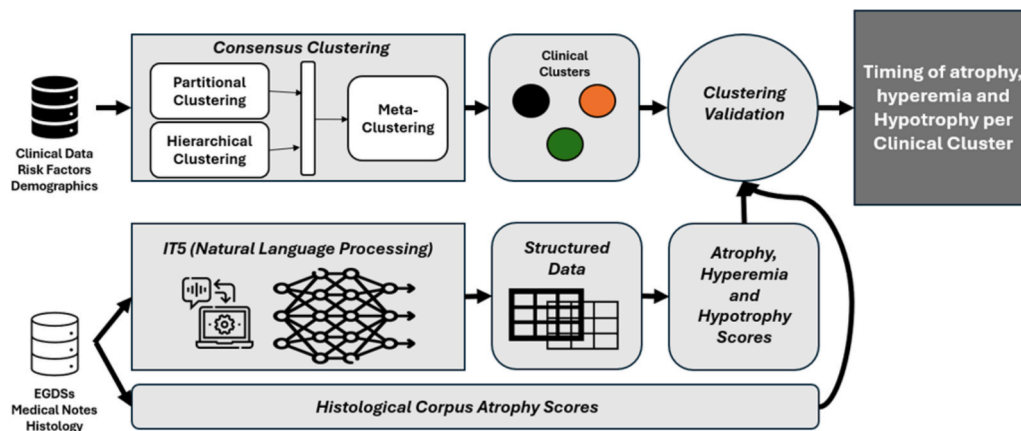 Consensus Clustering
Partitional
Clustering
Hierarchical
Clustering
Meta-
Clustering
Clinical
Clusters
Clustering
Validation
Timing of atrophy,
hyperemia and
Hypotrophy per
Clinical Cluster
Clinical Data
Risk Factors
Demographics
IT5 (Natural Language Processing)
Structured
Data
Atrophy,
Hyperemia
and
Hypotrophy
Scores
EGDSs
Medical Notes
Histology
Histological Corpus Atrophy Scores